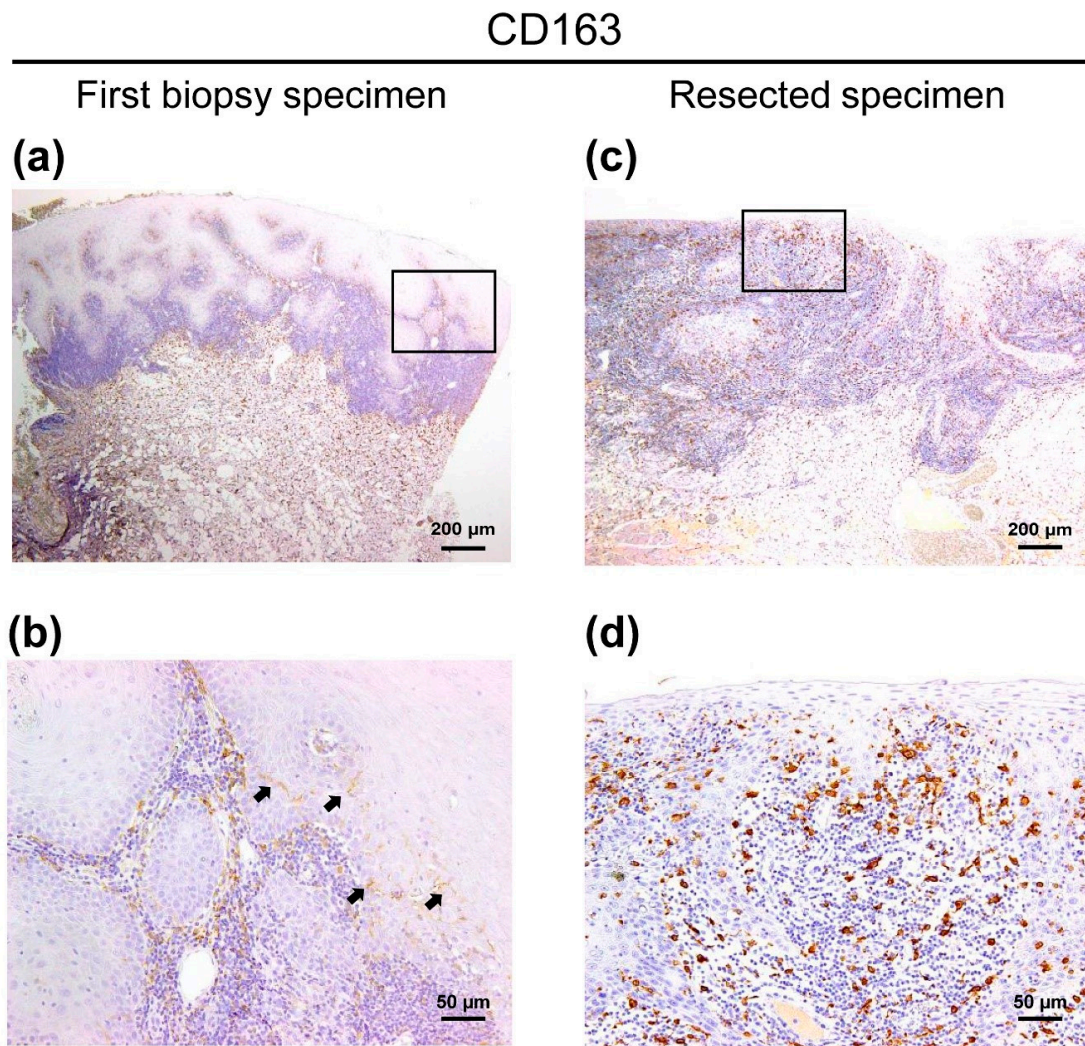 CD163
First biopsy specimen
Resected specimen
(a)
(c)
200 µm
200 µm
(b)
(d)
50 µm
50 µm